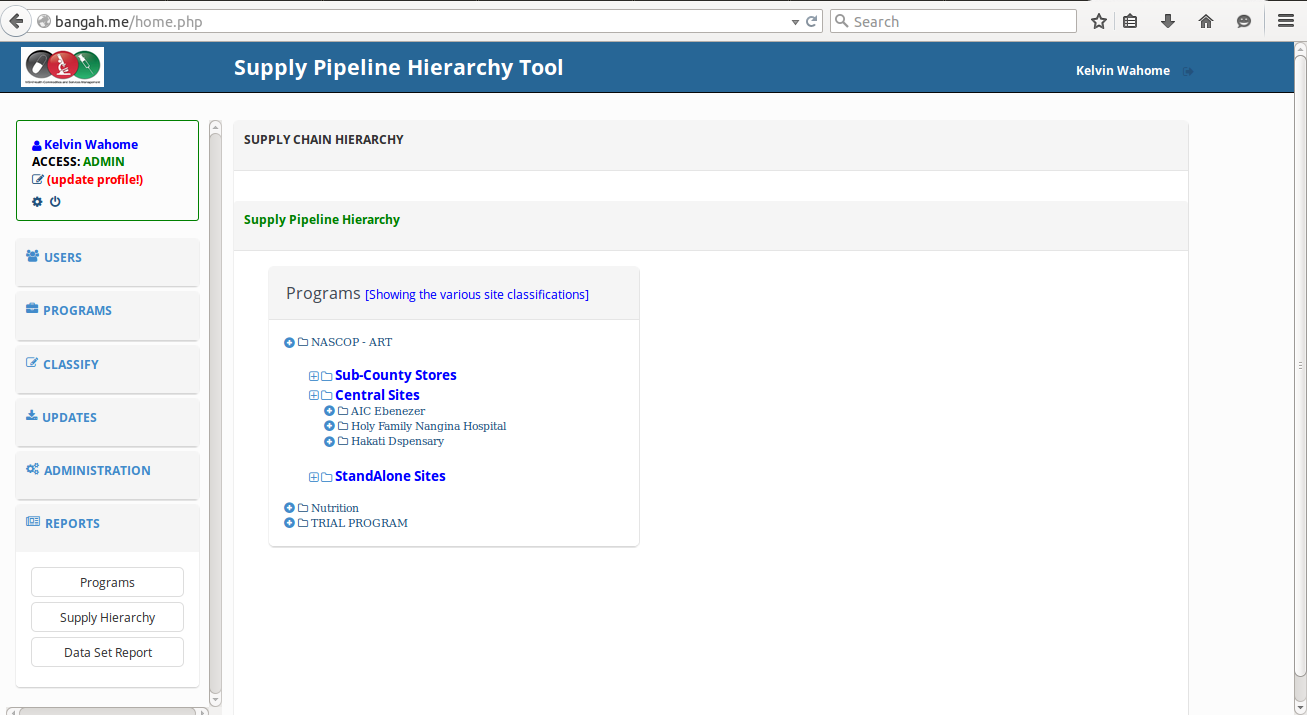 bangah.me/home.php
Search
Supply Pipeline Hierarchy Tool
Kelvin Wahome
Kelvin Wahome
ACCESS: ADMIN
(update profile!)
USERS
PROGRAMS
CLASSIFY
UPDATES
ADMINISTRATION
REPORTS
Programs
Supply Hierarchy
Data Set Report
SUPPLY CHAIN HIERARCHY
Supply Pipeline Hierarchy
Programs [Showing the various site classifications]
NASCOP - ART
Sub-County Stores
Central Sites
AIC Ebenezer
Holy Family Nangina Hospital
Hakati Dspensary
StandAlone Sites
Nutrition
TRIAL PROGRAM